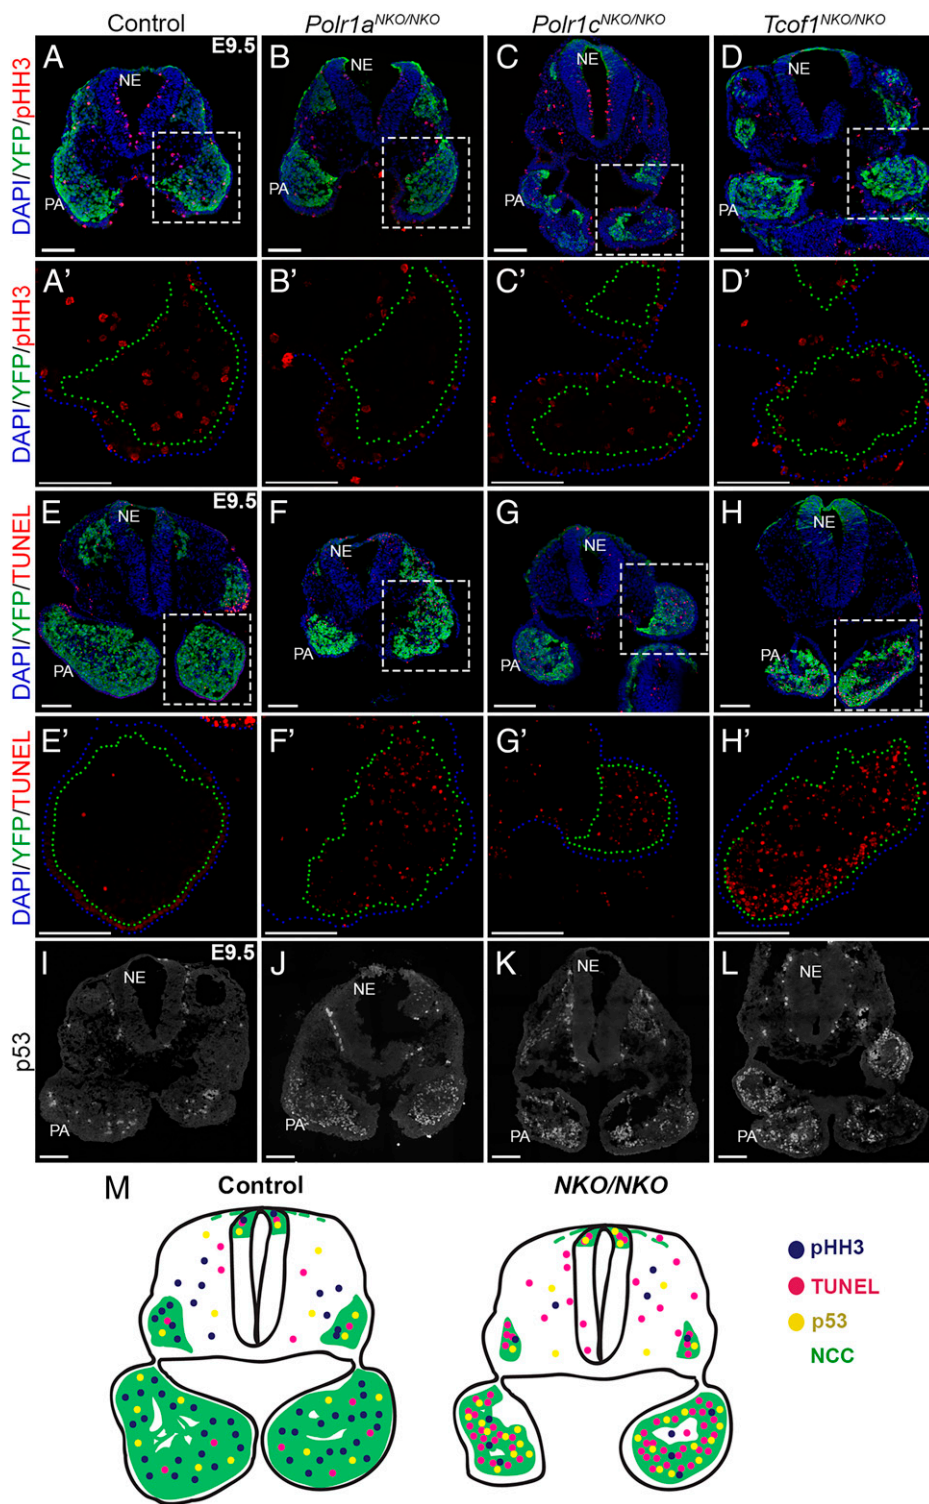 Control Polr1a^NKO/NKO Polr1c^NKO/NKO Tcof1^NKO/NKO
DAPI/YFP/pHH3
A E9.5 NE PA
B NE
C NE PA
D NE PA
DAPI/YFP/pHH3
A' B' C' D'
DAPI/YFP/TUNEL
E E9.5 NE PA
F NE PA
G NE PA
H NE PA
DAPI/YFP/TUNEL
E' F' G' H'
p53
I E9.5 NE PA
J NE PA
K NE PA
L NE PA
M Control NKO/NKO
pHH3
TUNEL
p53
NCC